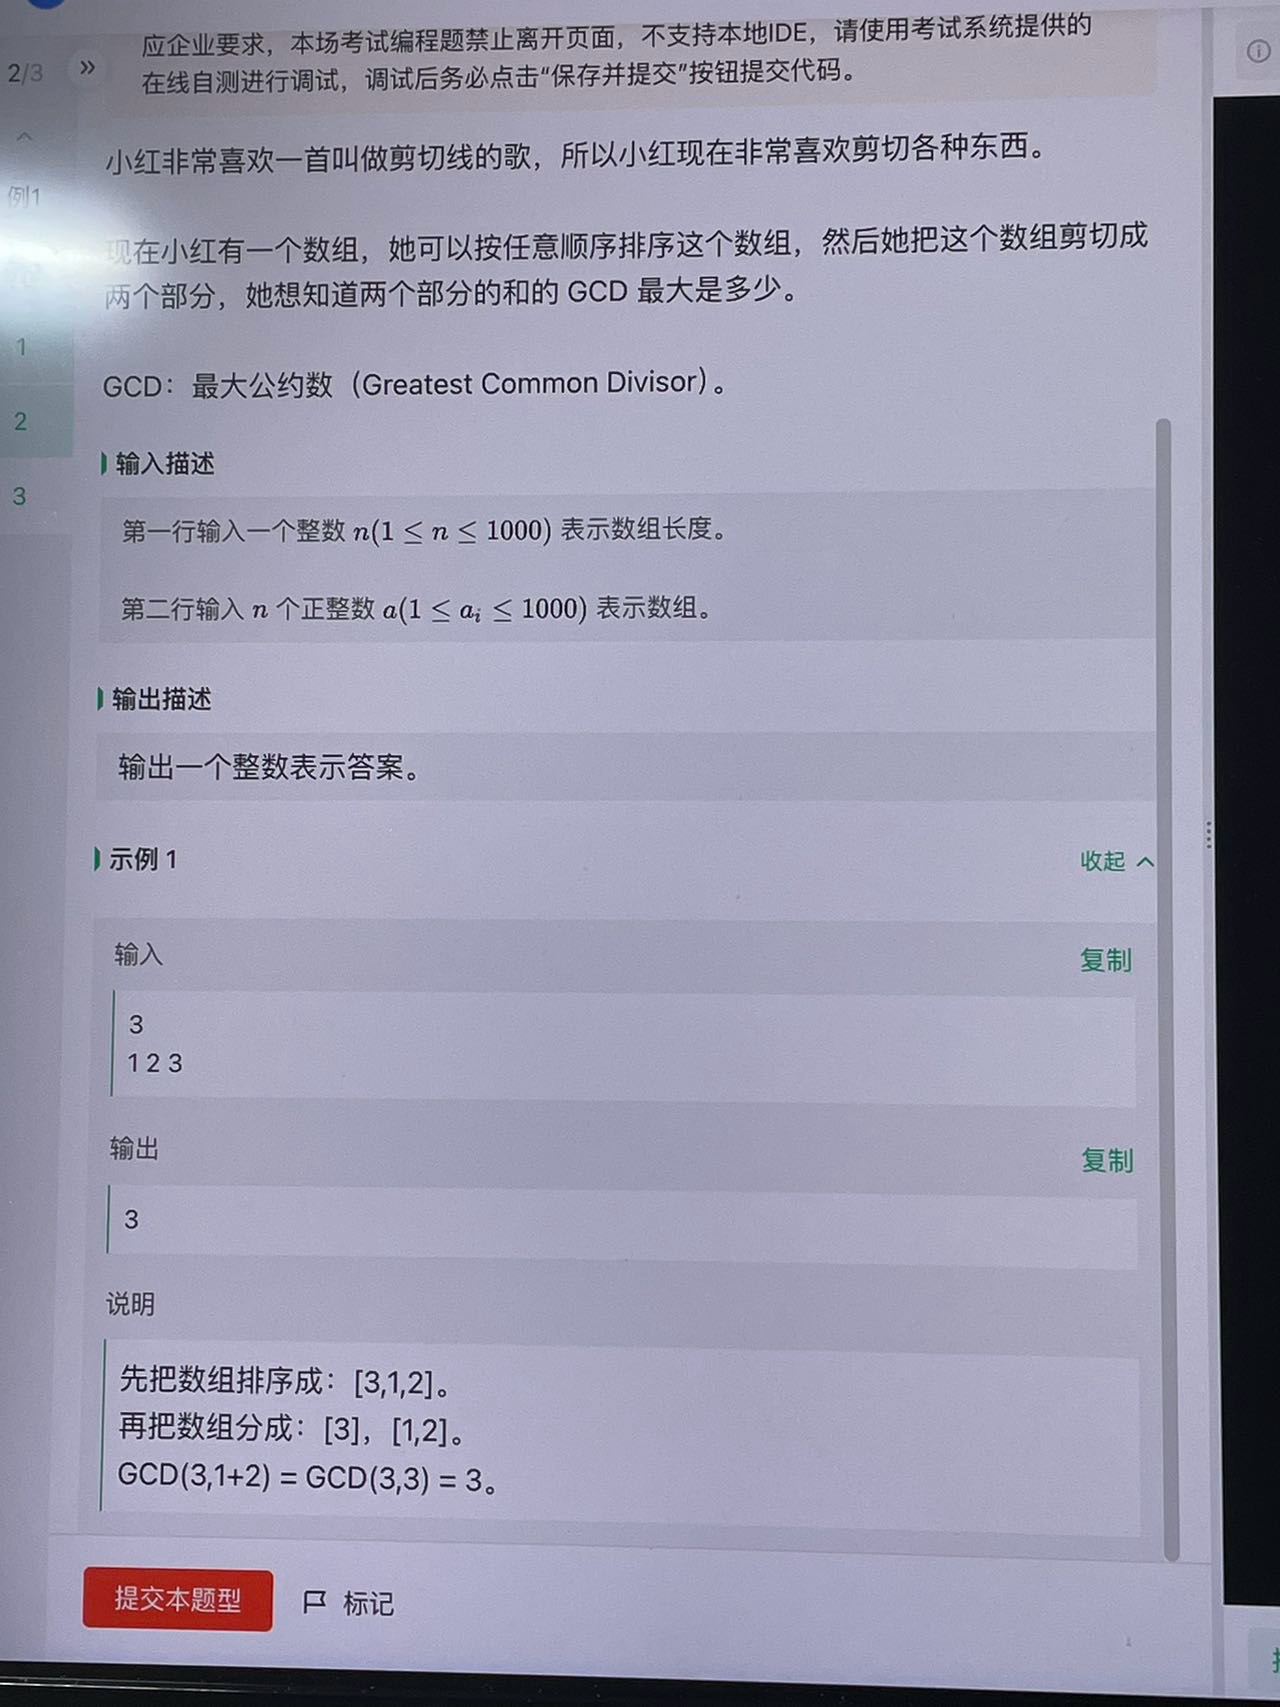 应企业要求，本场考试编程题禁止离开页面，不支持本地IDE，请使用考试系统提供的
2/3
»
在线自测进行调试，调试后务必点击“保存并提交”按钮提交代码。
小红非常喜欢一首叫做剪切线的歌，所以小红现在非常喜欢剪切各种东西。
例1
现在小红有一个数组，她可以按任意顺序排序这个数组，然后她把这个数组剪切成
两个部分，她想知道两个部分的和的 GCD 最大是多少。
1
GCD：最大公约数（Greatest Common Divisor）。
2
输入描述
3
第一行输入一个整数 n(1 ≤ n ≤ 1000) 表示数组长度。
第二行输入 n 个正整数 a(1 ≤ aᵢ ≤ 1000) 表示数组。
输出描述
输出一个整数表示答案。
示例 1
收起
输入
复制
3
1 2 3
输出
复制
3
说明
先把数组排序成：[3,1,2]。
再把数组分成：[3]，[1,2]。
GCD(3,1+2) = GCD(3,3) = 3。
提交本题型
标记